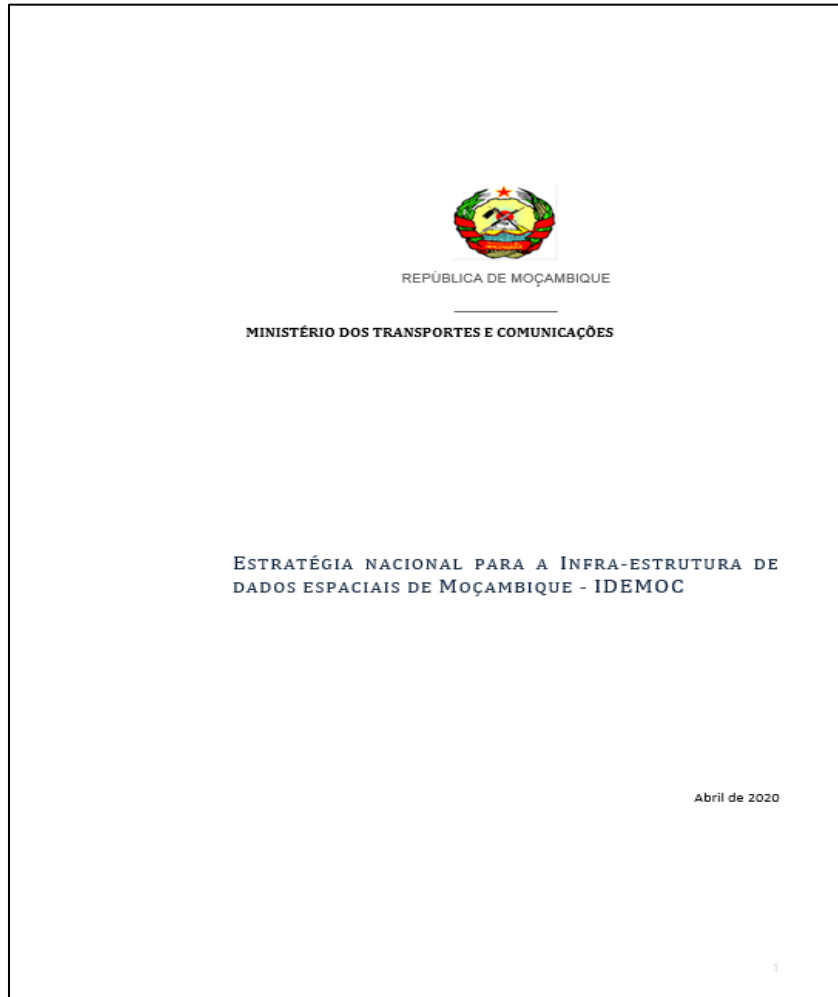 REPÙBLICA DE MOÇAMBIQUE
MINISTÉRIO DOS TRANSPORTES E COMUNICAÇÕES
ESTRATÉGIA NACIONAL PARA A INFRA-ESTRUTURA DE
DADOS ESPACIAIS DE MOÇAMBIQUE - IDEMOC
Abril de 2020
1